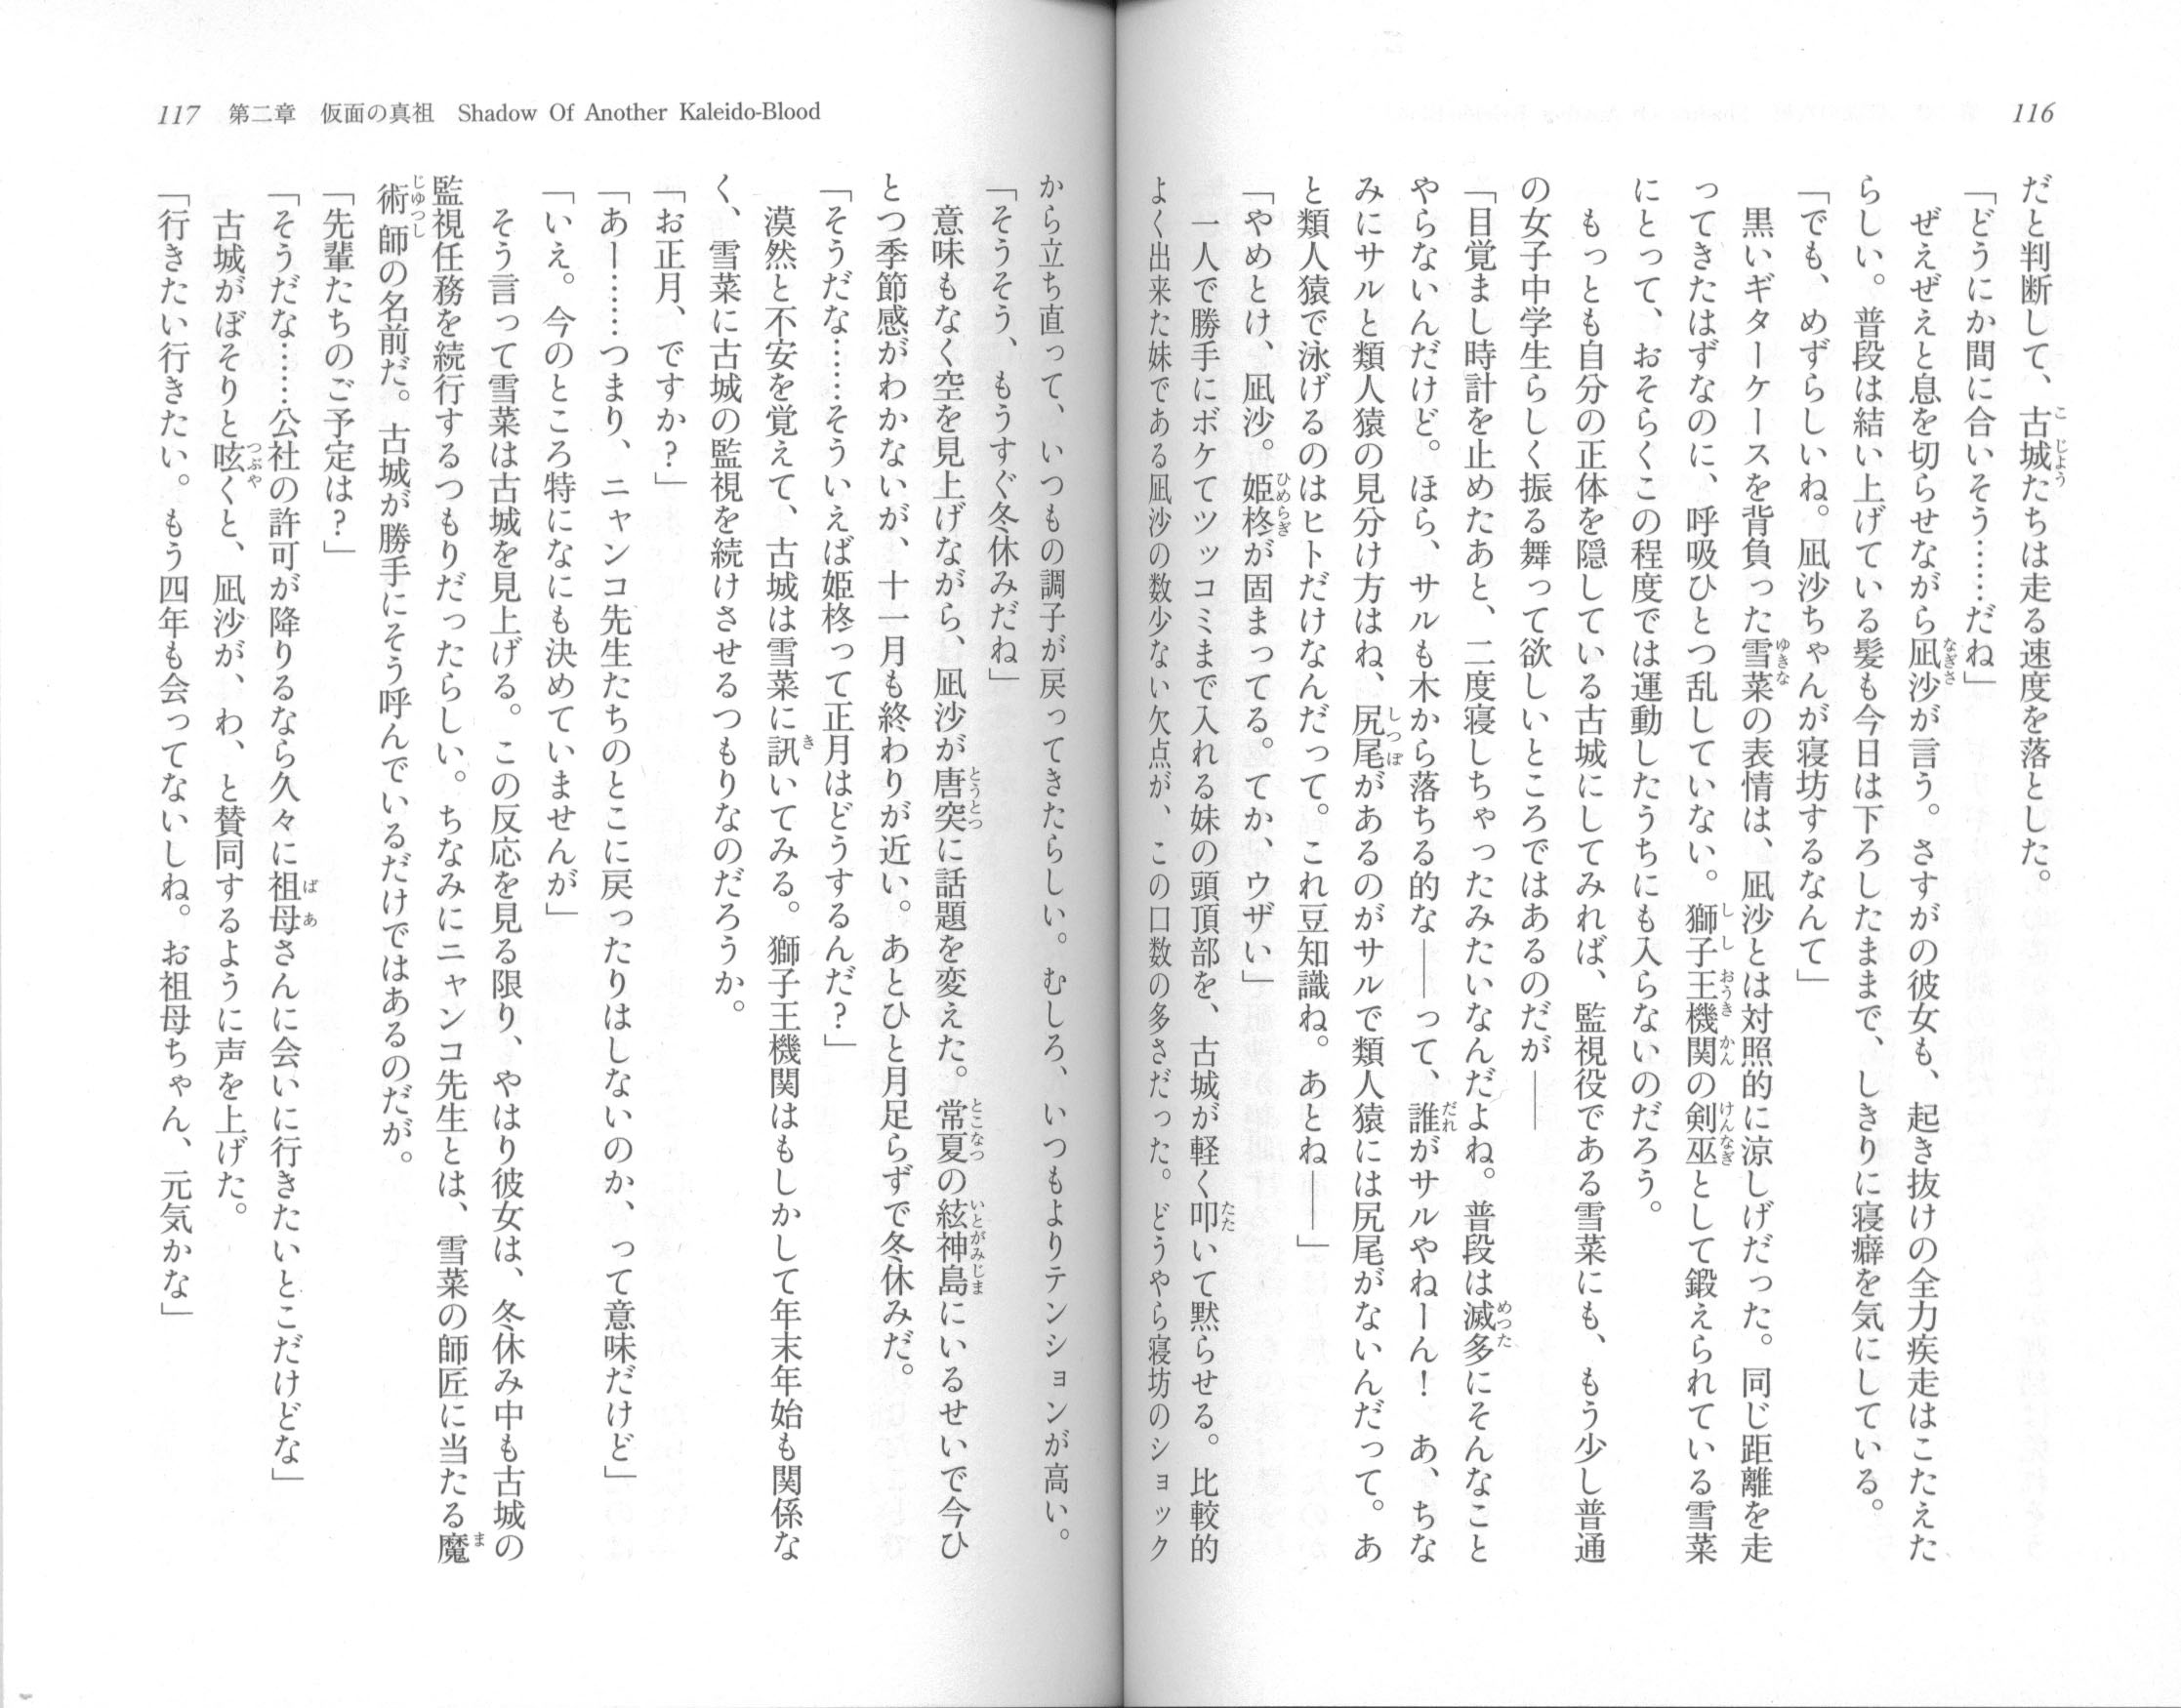 116
だと判断して、古城たちは走る速度を落とした。
「どうにか間に合いそう……だね」
ぜえぜえと息を切らせながら凪沙が言う。さすがの彼女も、起き抜けの全力疾走はこたえた
らしい。普段は結い上げている髪も今日は下ろしたままで、しきりに寝癖を気にしている。
「でも、めずらしいね。凪沙ちゃんが寝坊するなんて」
黒いギターケースを背負った雪菜の表情は、凪沙とは対照的に涼しげだった。同じ距離を走
ってきたはずなのに、呼吸ひとつ乱していない。獅子王機関の剣巫として鍛えられている雪菜
にとって、おそらくこの程度では運動したうちにも入らないのだろう。
もっとも自分の正体を隠している古城にしてみれば、監視役である雪菜にも、もう少し普通
の女子中学生らしく振る舞って欲しいところではあるのだが――
「目覚まし時計を止めたあと、二度寝しちゃったみたいなんだよね。普段は滅多にそんなこと
やらないんだけど。ほら、サルも木から落ちる的な――って、誰がサルやねーん！　あ、ちな
みにサルと類人猿の見分け方はね、尻尾があるのがサルで類人猿には尻尾がないんだって。あ
と類人猿で泳げるのはヒトだけなんだって。これ豆知識ね。あとね――」
「やめとけ、凪沙。姫柊が固まってる。てか、ウザい」
一人で勝手にボケてツッコミまで入れる妹の頭頂部を、古城が軽く叩いて黙らせる。比較的
よく出来た妹である凪沙の数少ない欠点が、この口数の多さだった。どうやら寝坊のショック
117　第二章　仮面の真祖　Shadow Of Another Kaleido-Blood
から立ち直って、いつもの調子が戻ってきたらしい。むしろ、いつもよりテンションが高い。
「そうそう、もうすぐ冬休みだね」
意味もなく空を見上げながら、凪沙が唐突に話題を変えた。常夏の絃神島にいるせいで今ひ
とつ季節感がわかないが、十一月も終わりが近い。あとひと月足らずで冬休みだ。
「そうだな……そういえば姫柊って正月はどうするんだ？」
漠然と不安を覚えて、古城は雪菜に訊いてみる。獅子王機関はもしかして年末年始も関係な
く、雪菜に古城の監視を続けさせるつもりなのだろうか。
「お正月、ですか？」
「あー……つまり、ニャンコ先生たちのとこに戻ったりはしないのか、って意味だけど」
「いえ。今のところ特になにも決めていませんが」
そう言って雪菜は古城を見上げる。この反応を見る限り、やはり彼女は、冬休み中も古城の
監視任務を続行するつもりだったらしい。ちなみにニャンコ先生とは、雪菜の師匠に当たる魔
術師の名前だ。古城が勝手にそう呼んでいるだけではあるのだが。
「先輩たちのご予定は？」
「そうだな……公社の許可が降りるなら久々に祖母さんに会いに行きたいとこだけどな」
古城がぼそりと呟くと、凪沙が、わ、と賛同するように声を上げた。
「行きたい行きたい。もう四年も会ってないしね。お祖母ちゃん、元気かな」